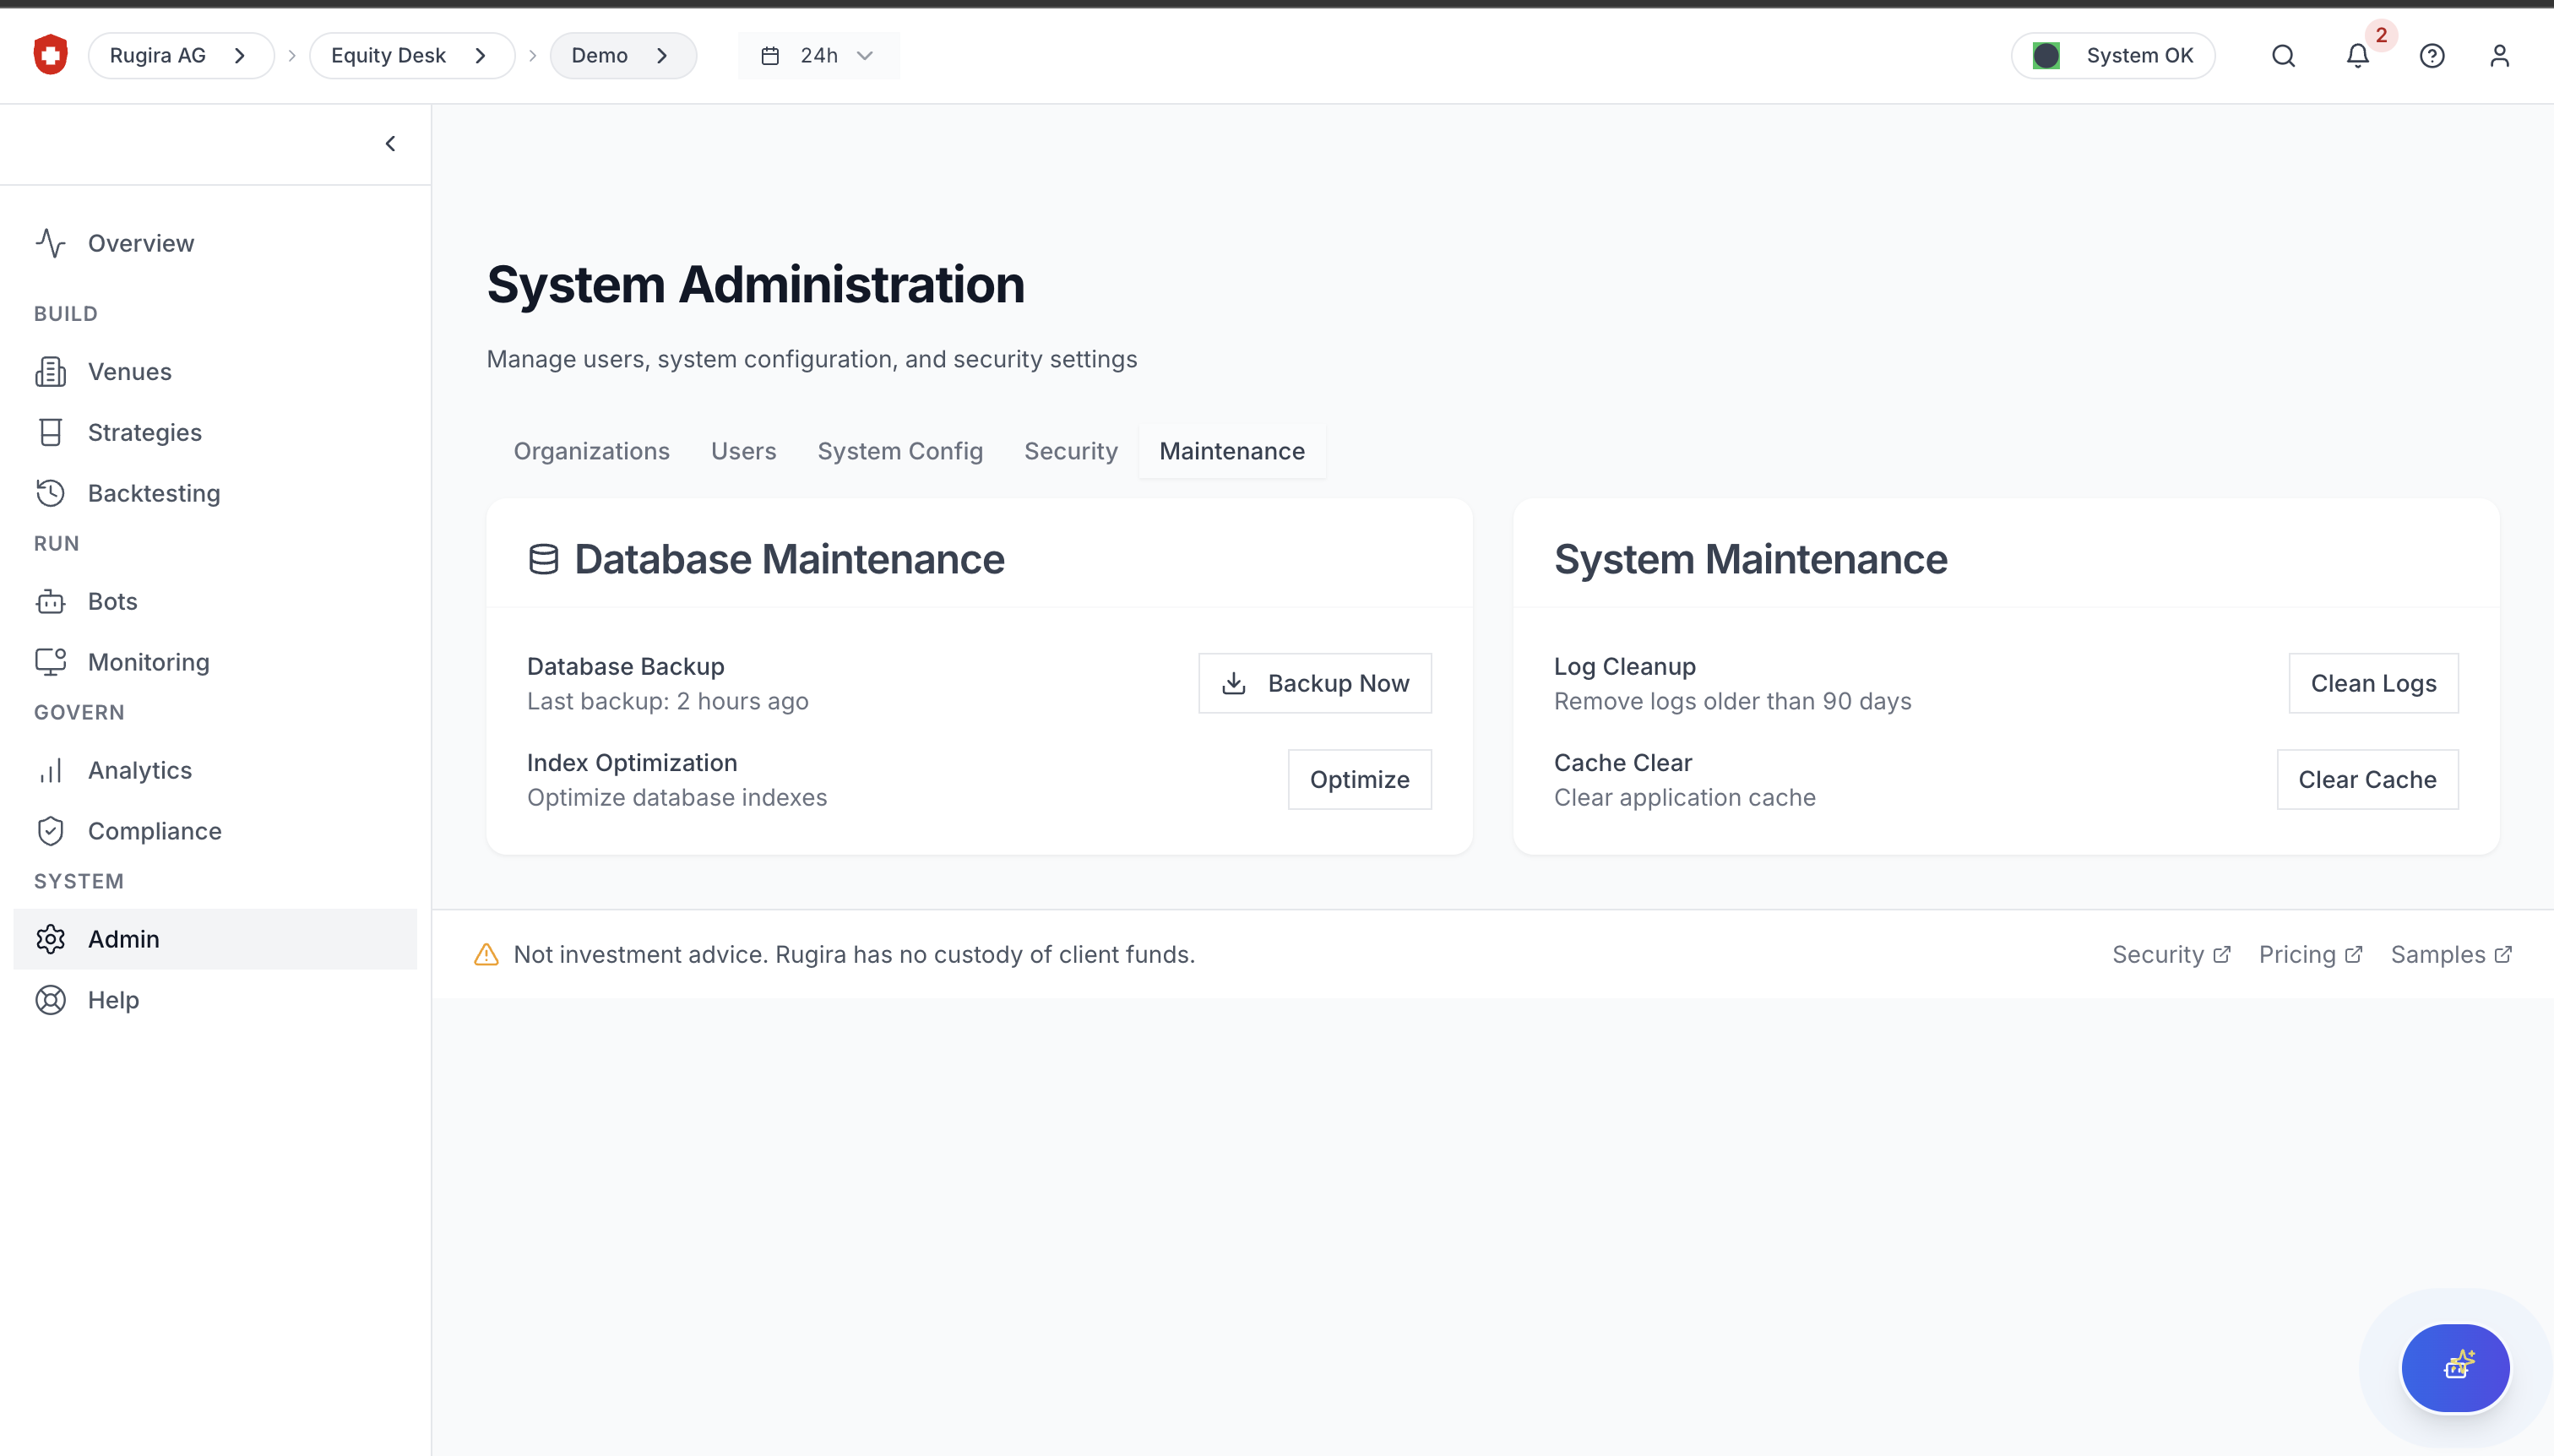 Rugira AG
Equity Desk
Demo
24h
System OK
2
Overview
BUILD
Venues
Strategies
Backtesting
RUN
Bots
Monitoring
GOVERN
Analytics
Compliance
SYSTEM
Admin
Help
System Administration
Manage users, system configuration, and security settings
Organizations
Users
System Config
Security
Maintenance
Database Maintenance
Database Backup
Last backup: 2 hours ago
Backup Now
Index Optimization
Optimize database indexes
Optimize
System Maintenance
Log Cleanup
Remove logs older than 90 days
Clean Logs
Cache Clear
Clear application cache
Clear Cache
Not investment advice. Rugira has no custody of client funds.
Security
Pricing
Samples